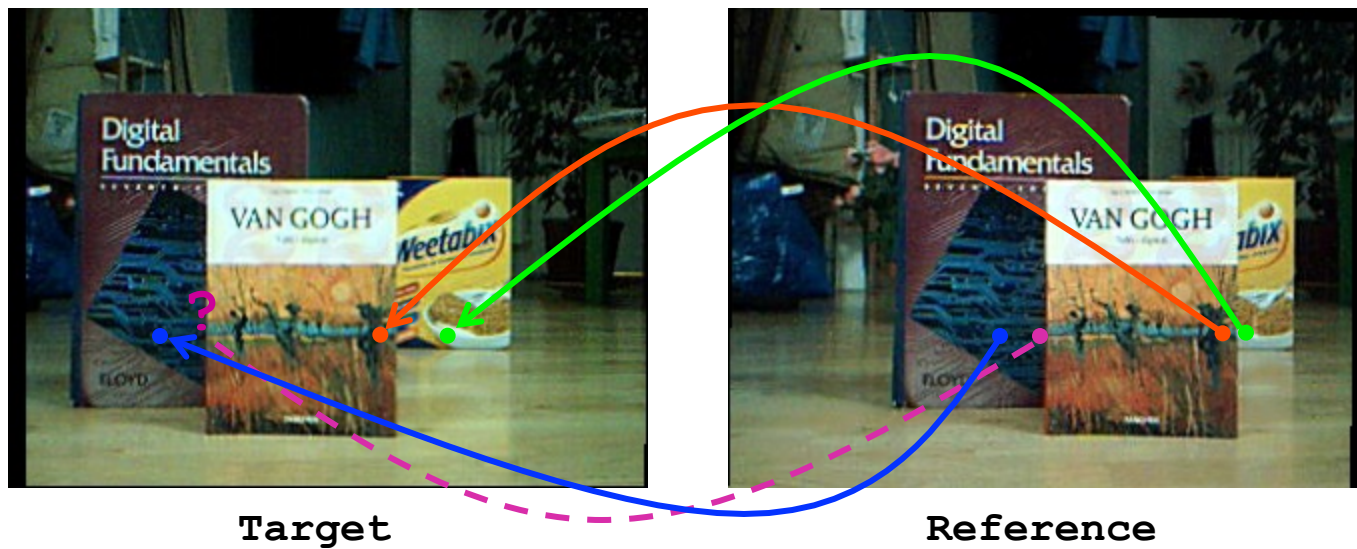 Digital
Fundamentals
VAN GOGH
Weetabix
?
FLOYD
Target
Digital
Fundamentals
VAN GOGH
abix
FLOYD
Reference